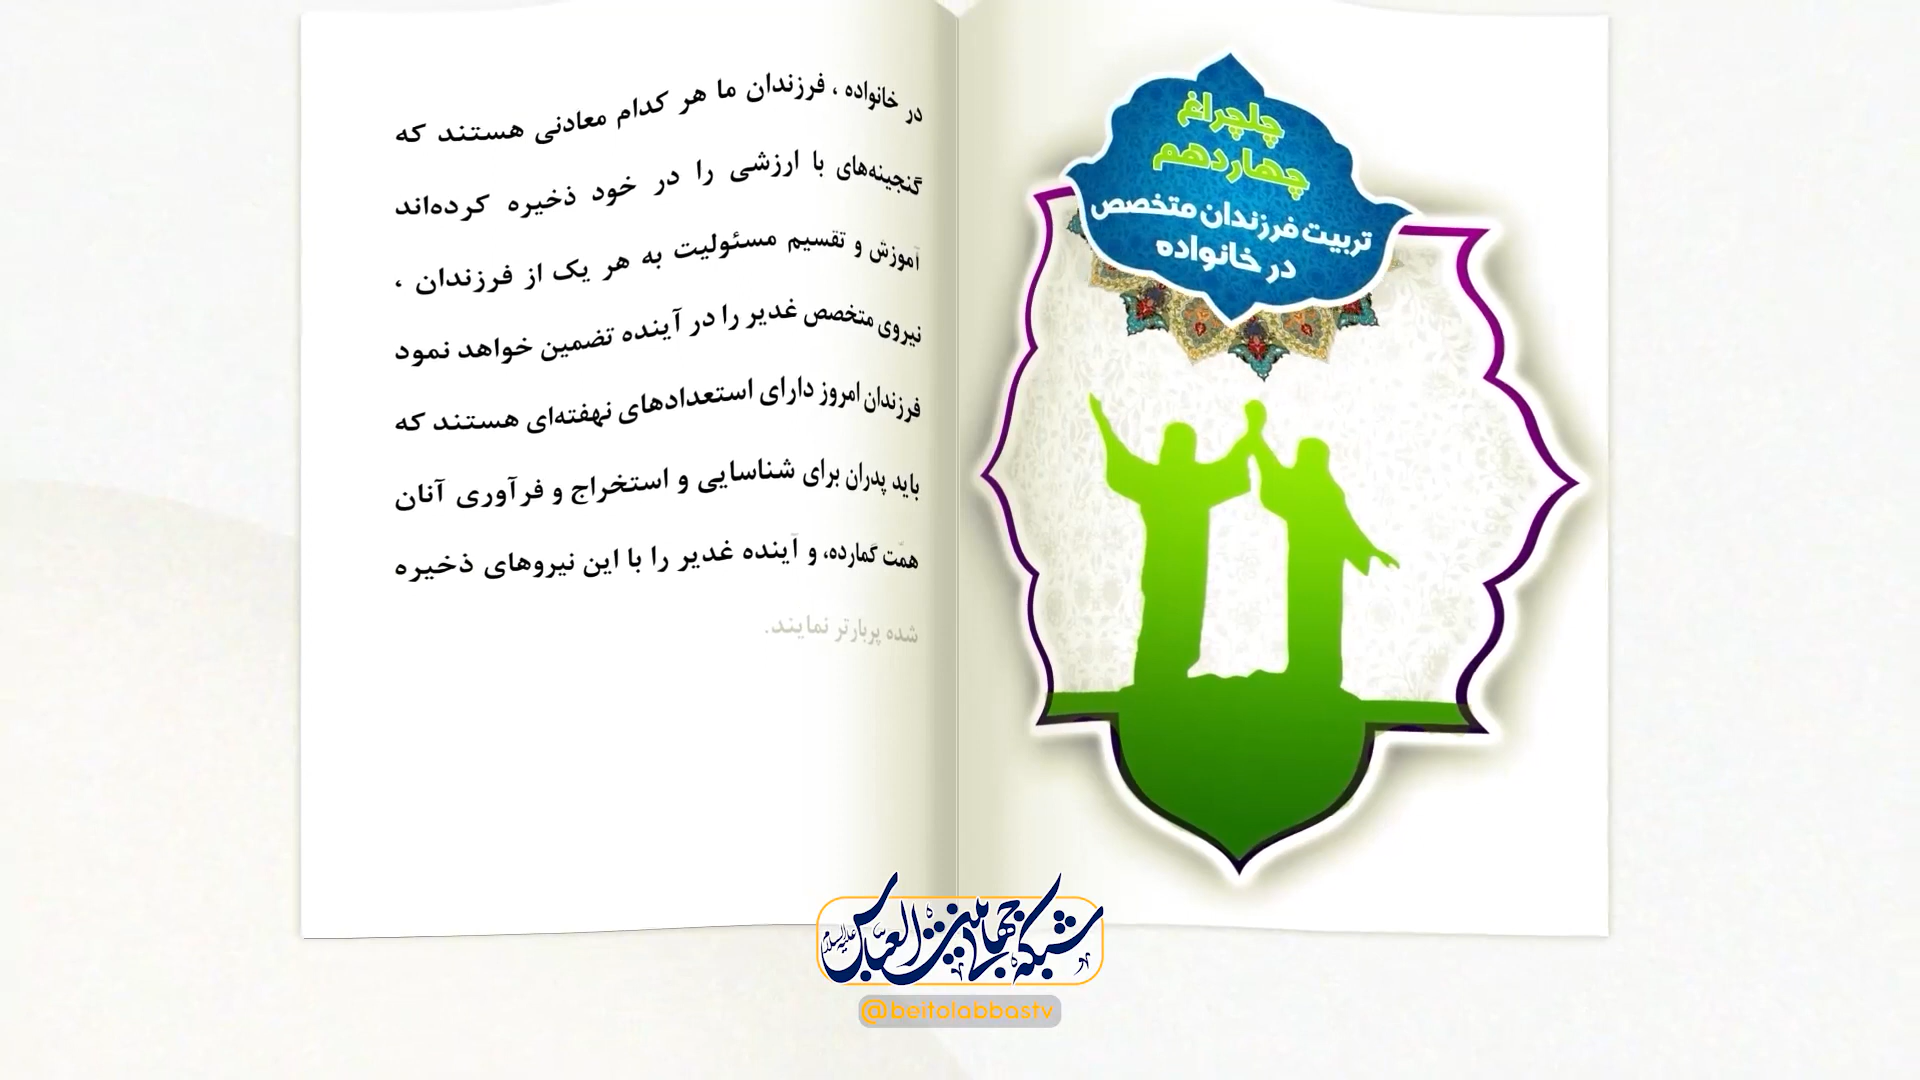 چلچراغ
چهاردهم
تربیت فرزندان متخصص
در خانواده
در خانواده ، فرزندان ما هر کدام معادنی هستند که
گنجینه‌های با ارزشی را در خود ذخیره کرده‌اند
آموزش و تقسیم مسئولیت به هر یک از فرزندان ،
نیروی متخصص غدیر را در آینده تضمین خواهد نمود
فرزندان امروز دارای استعدادهای نهفته‌ای هستند که
باید پدران برای شناسایی و استخراج و فرآوری آنان
همّت گمارده، و آینده غدیر را با این نیروهای ذخیره
شده پربارتر نمایند.
شبکه جهانی بیت العباس علیه السلام
@beitolabbastv